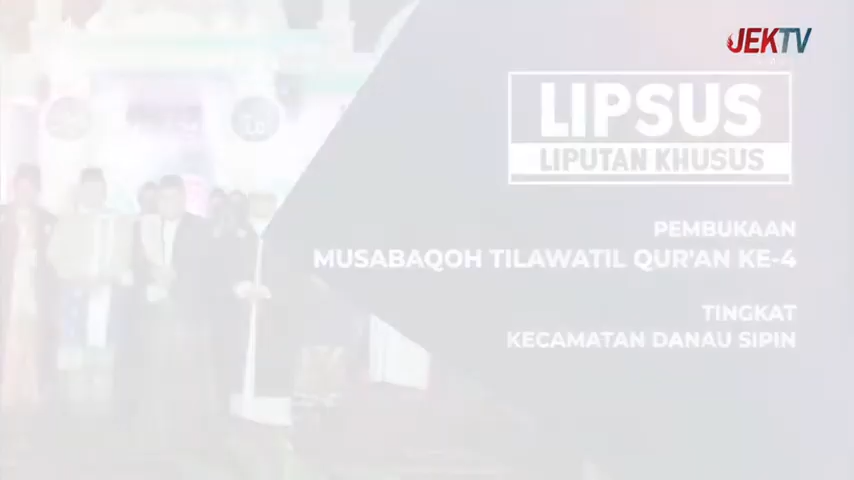 JEKTV
LIPSUS
LIPUTAN KHUSUS
PEMBUKAAN
MUSABAQOH TILAWATIL QUR'AN KE-4
TINGKAT
KECAMATAN DANAU SIPIN